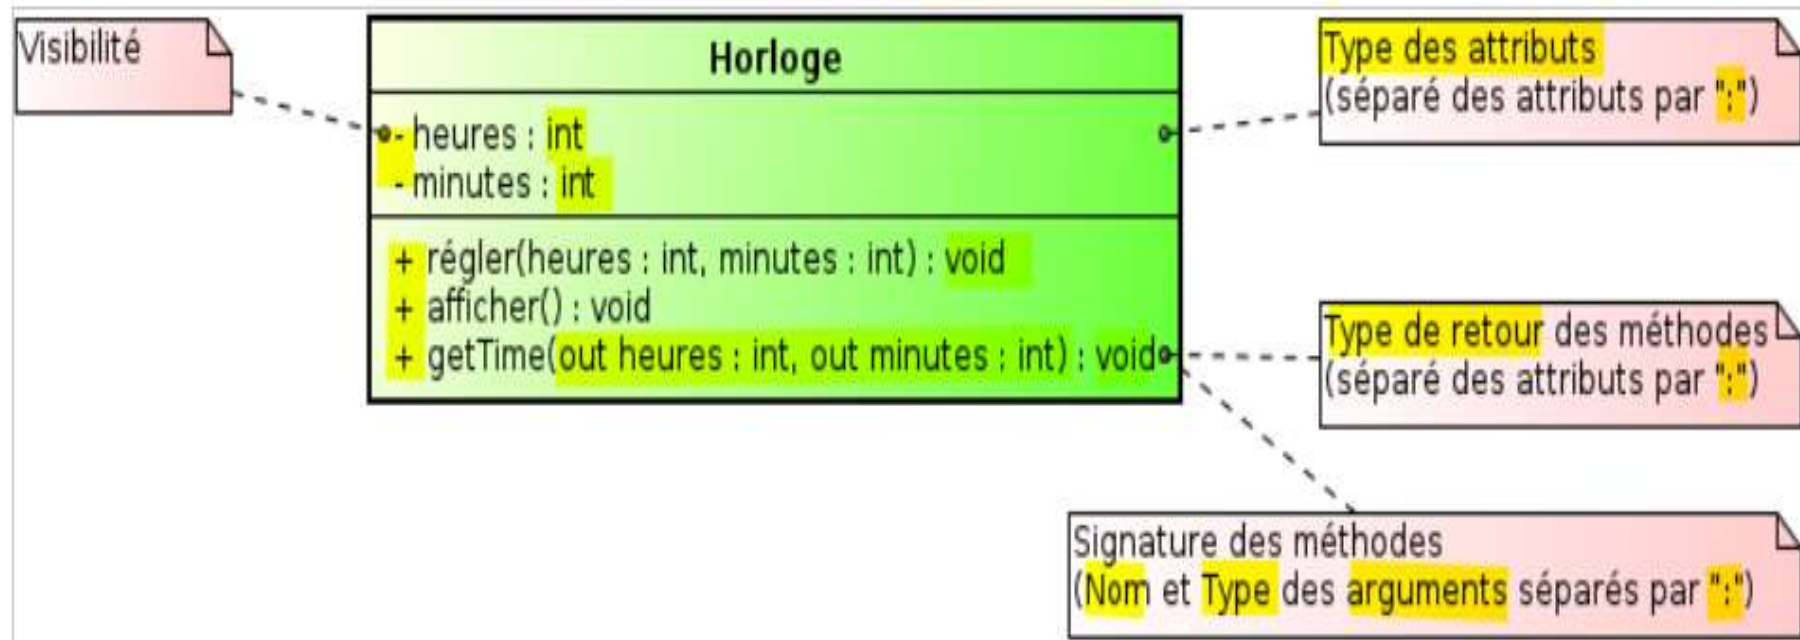 Visibilité
Horloge
- heures : int
- minutes : int
+ régler(heures : int, minutes : int) : void
+ afficher() : void
+ getTime(out heures : int, out minutes : int) : void
Type des attributs
(séparé des attributs par ":")
Type de retour des méthodes
(séparé des attributs par ":")
Signature des méthodes
(Nom et Type des arguments séparés par ":")